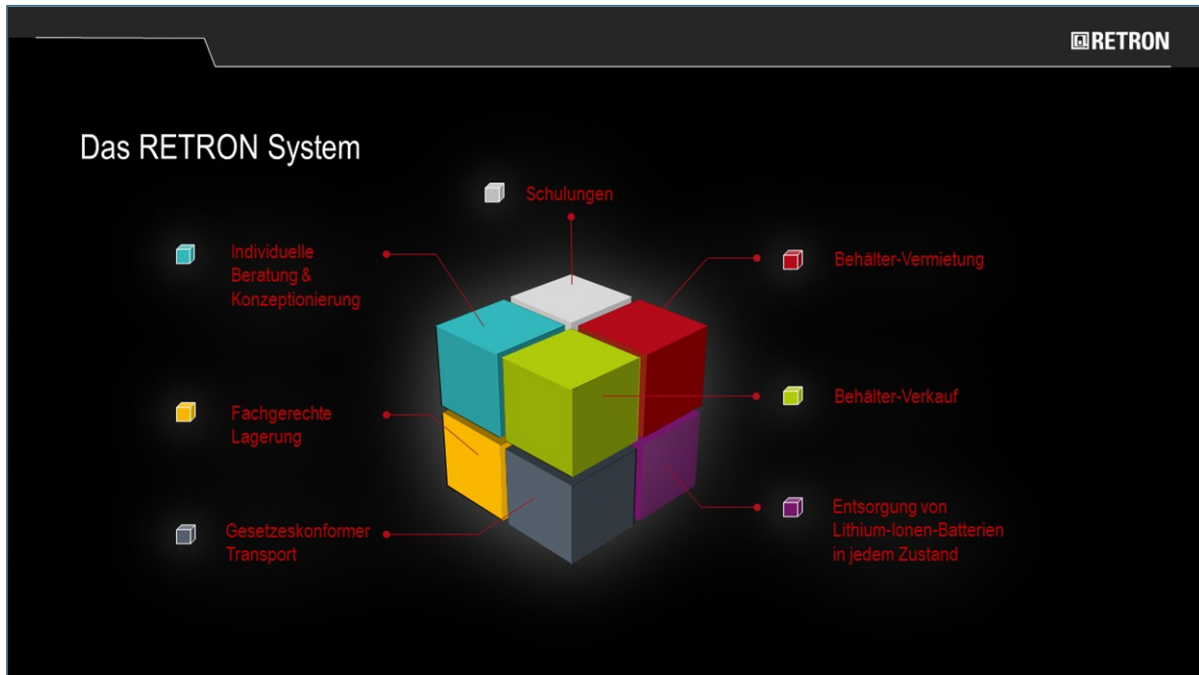 RETRON
Das RETRON System
Schulungen
Individuelle
Beratung &
Konzeptionierung
Behälter-Vermietung
Fachgerechte
Lagerung
Behälter-Verkauf
Gesetzeskonformer
Transport
Entsorgung von
Lithium-Ionen-Batterien
in jedem Zustand